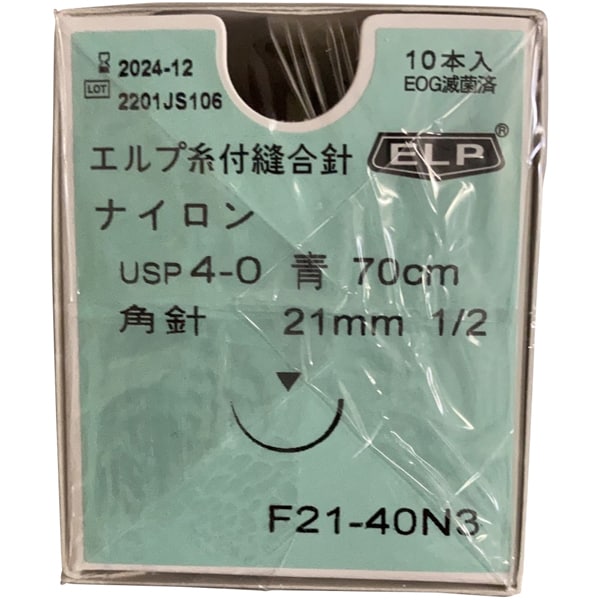 2024-12
LOT 2201JS106
10本入
EOG滅菌済
エルプ糸付縫合針 ELP®
ナイロン
USP 4-0 青 70cm
角針 21mm 1/2
F21-40N3